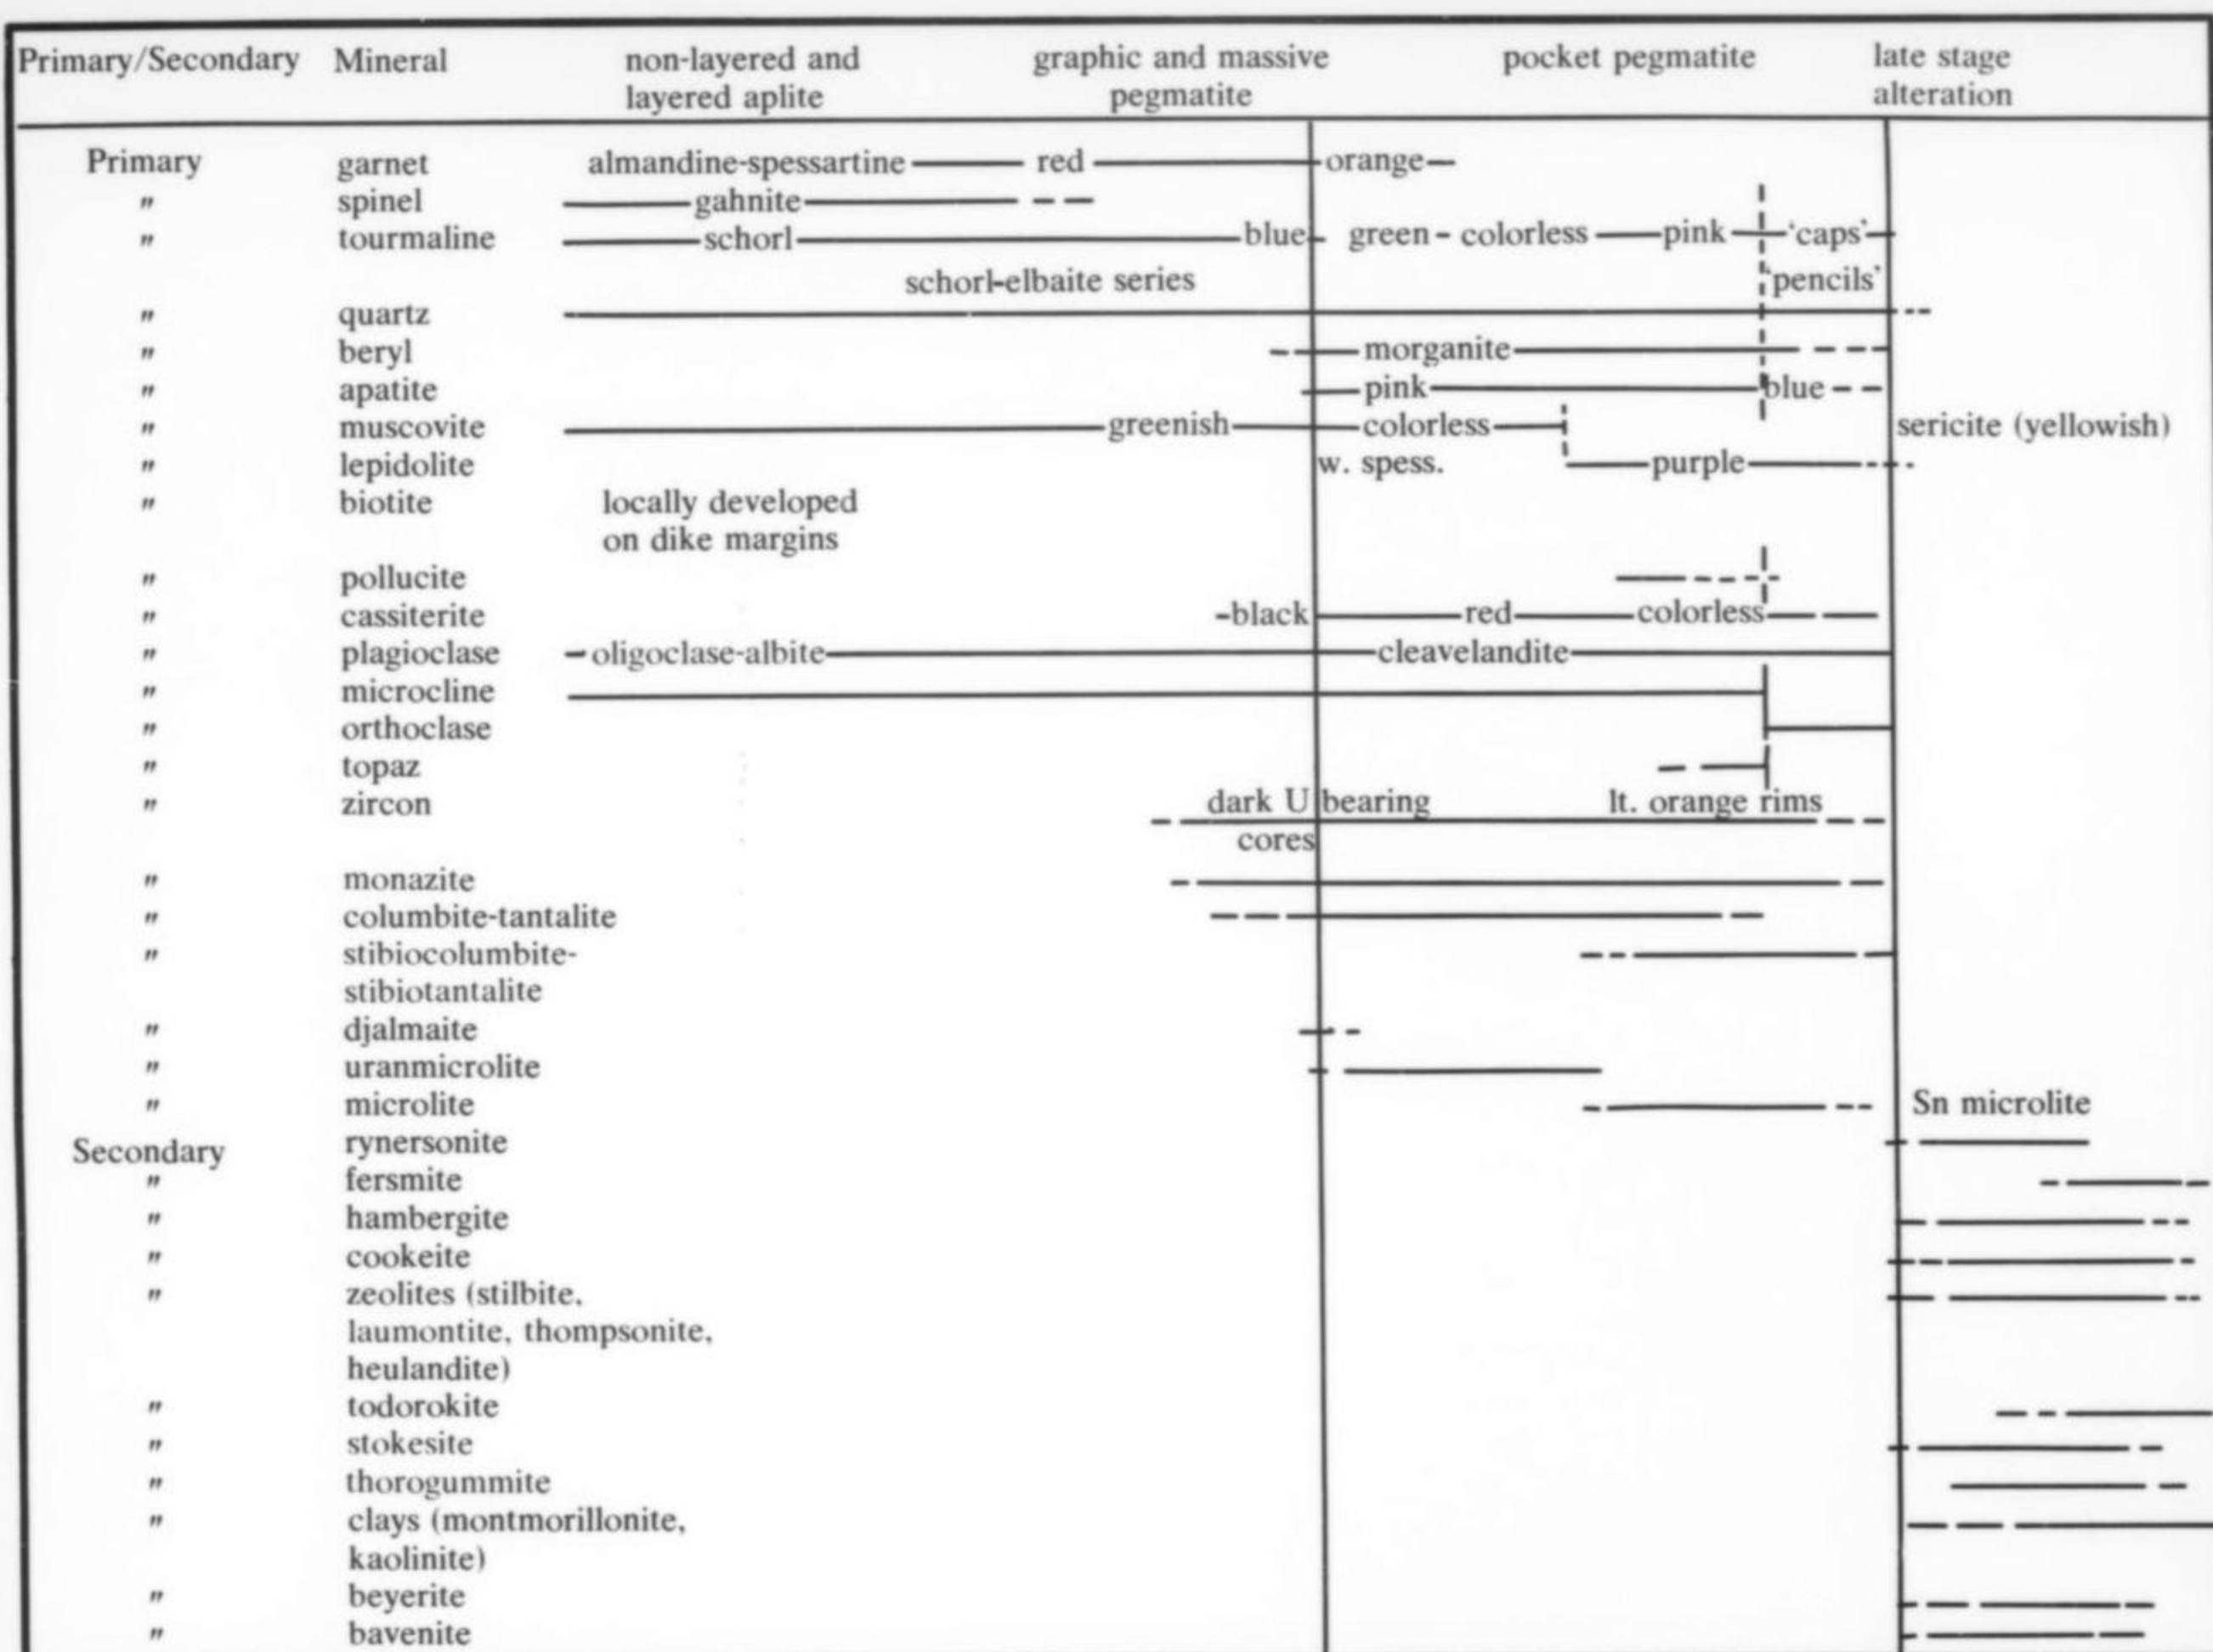 Primary/Secondary Mineral non-layered and graphic and massive pocket pegmatite late stage
layered aplite pegmatite alteration
Primary garnet almandine-spessartine red orange
" spinel gahnite
" tourmaline schorl blue green - colorless pink 'caps'
schorl-elbaite series 'pencils'
" quartz
" beryl morganite
" apatite pink blue
" muscovite greenish colorless sericite (yellowish)
" lepidolite w. spess. purple
" biotite locally developed
on dike margins
" pollucite
" cassiterite black red colorless
" plagioclase oligoclase-albite cleavelandite
" microcline
" orthoclase
" topaz
" zircon dark U bearing lt. orange rims
cores
" monazite
" columbite-tantalite
" stibiocolumbite-
stibiotantalite
" djalmaite
" uranmicrolite
" microlite Sn microlite
Secondary rynersonite
" fersmite
" hambergite
" cookeite
" zeolites (stilbite,
laumontite, thompsonite,
heulandite)
" todorokite
" stokesite
" thorogummite
" clays (montmorillonite,
kaolinite)
" beyerite
" bavenite